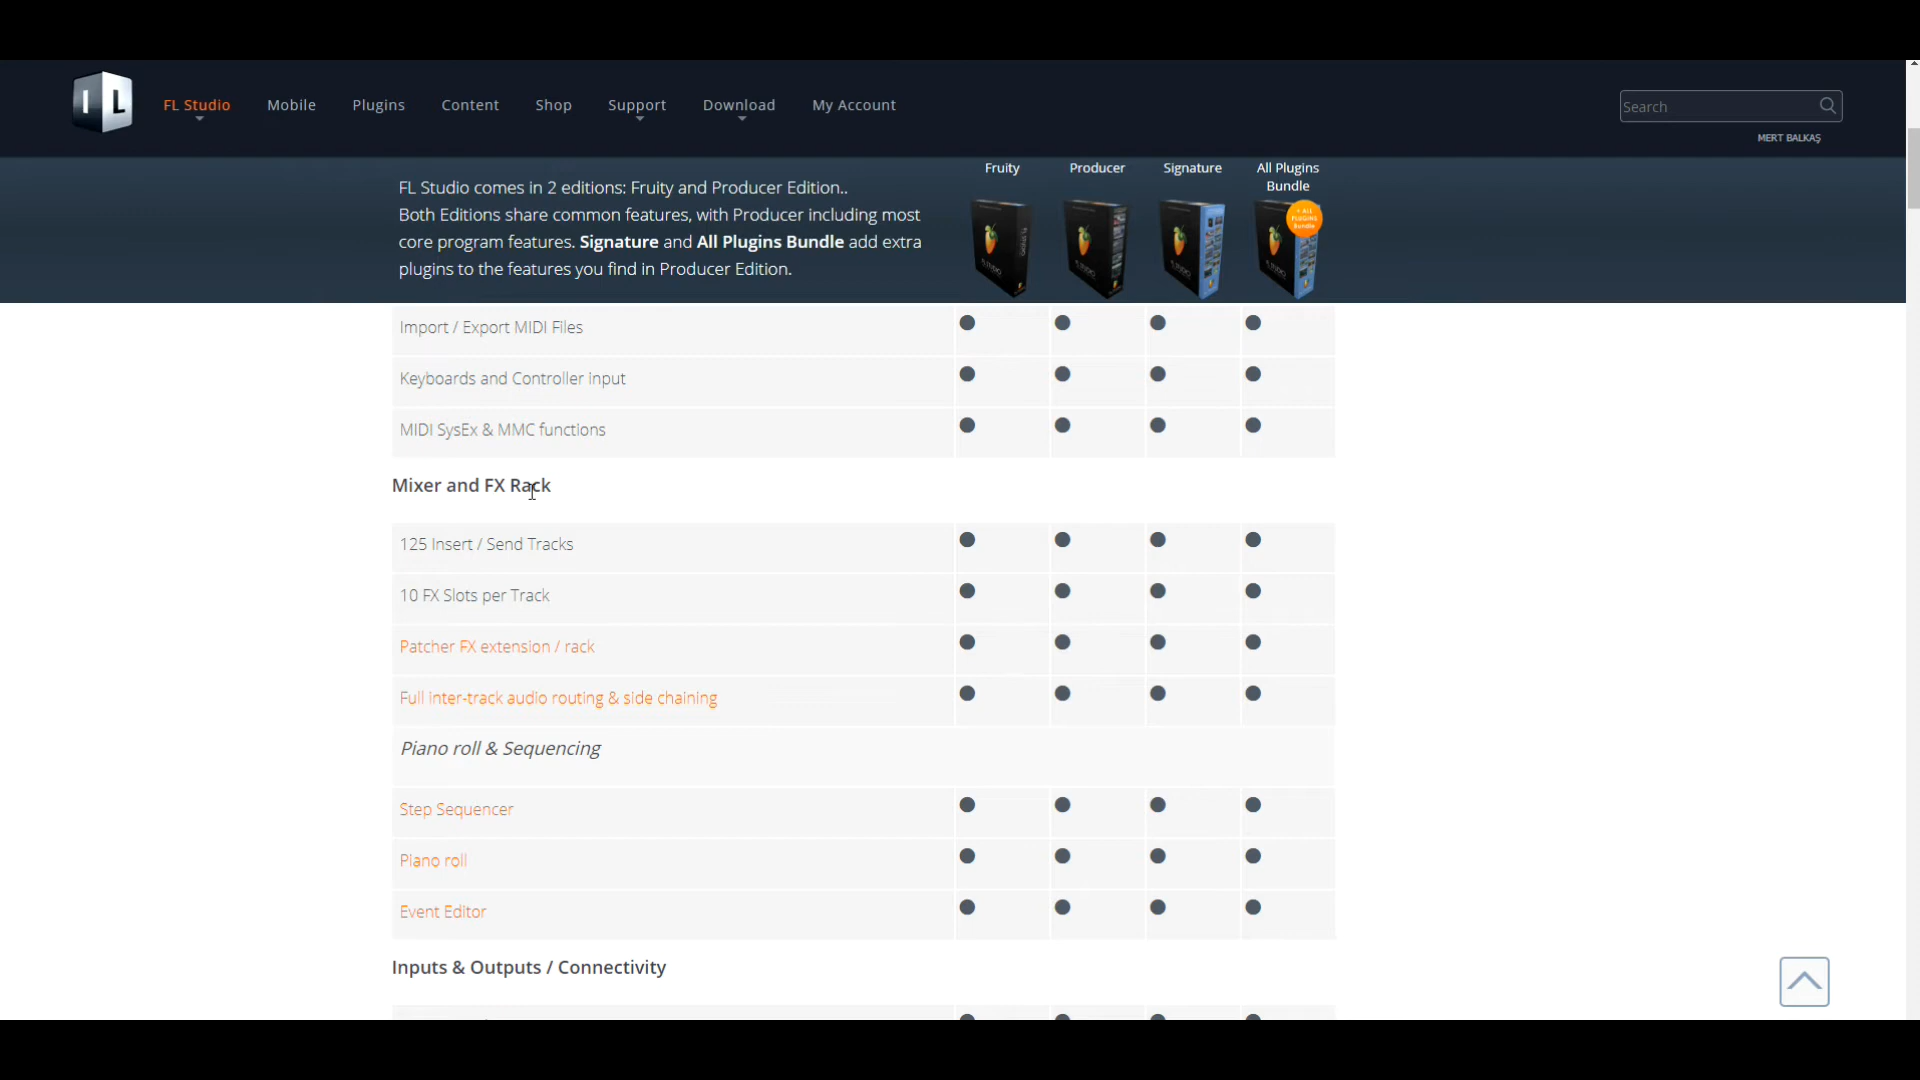 IL
FL Studio
Mobile
Plugins
Content
Shop
Support
Download
My Account
Search
MERT BALKAŞ
FL Studio comes in 2 editions: Fruity and Producer Edition..
Both Editions share common features, with Producer including most
core program features. Signature and All Plugins Bundle add extra
plugins to the features you find in Producer Edition.
Fruity
Producer
Signature
All Plugins
Bundle
+ ALL
PLUGINS
Bundle
Import / Export MIDI Files
Keyboards and Controller input
MIDI SysEx & MMC functions
Mixer and FX Rack
125 Insert / Send Tracks
10 FX Slots per Track
Patcher FX extension / rack
Full inter-track audio routing & side chaining
Piano roll & Sequencing
Step Sequencer
Piano roll
Event Editor
Inputs & Outputs / Connectivity